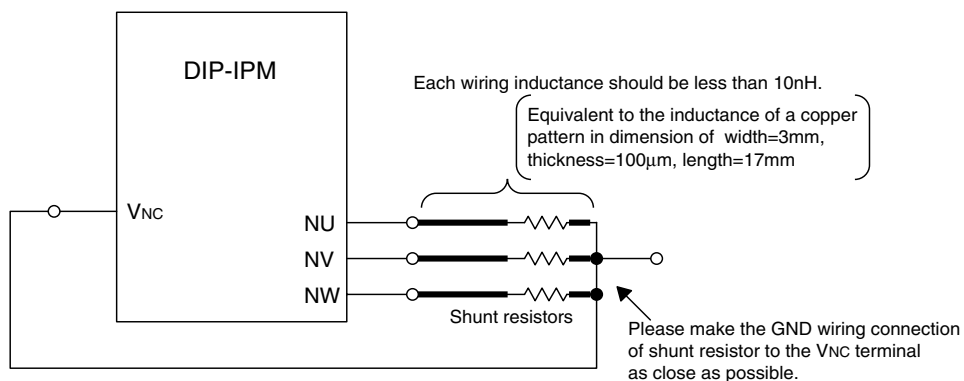 DIP-IPM
Each wiring inductance should be less than 10nH.
Equivalent to the inductance of a copper
pattern in dimension of width=3mm,
thickness=100μm, length=17mm
VNC
NU
NV
NW
Shunt resistors
Please make the GND wiring connection
of shunt resistor to the VNC terminal
as close as possible.